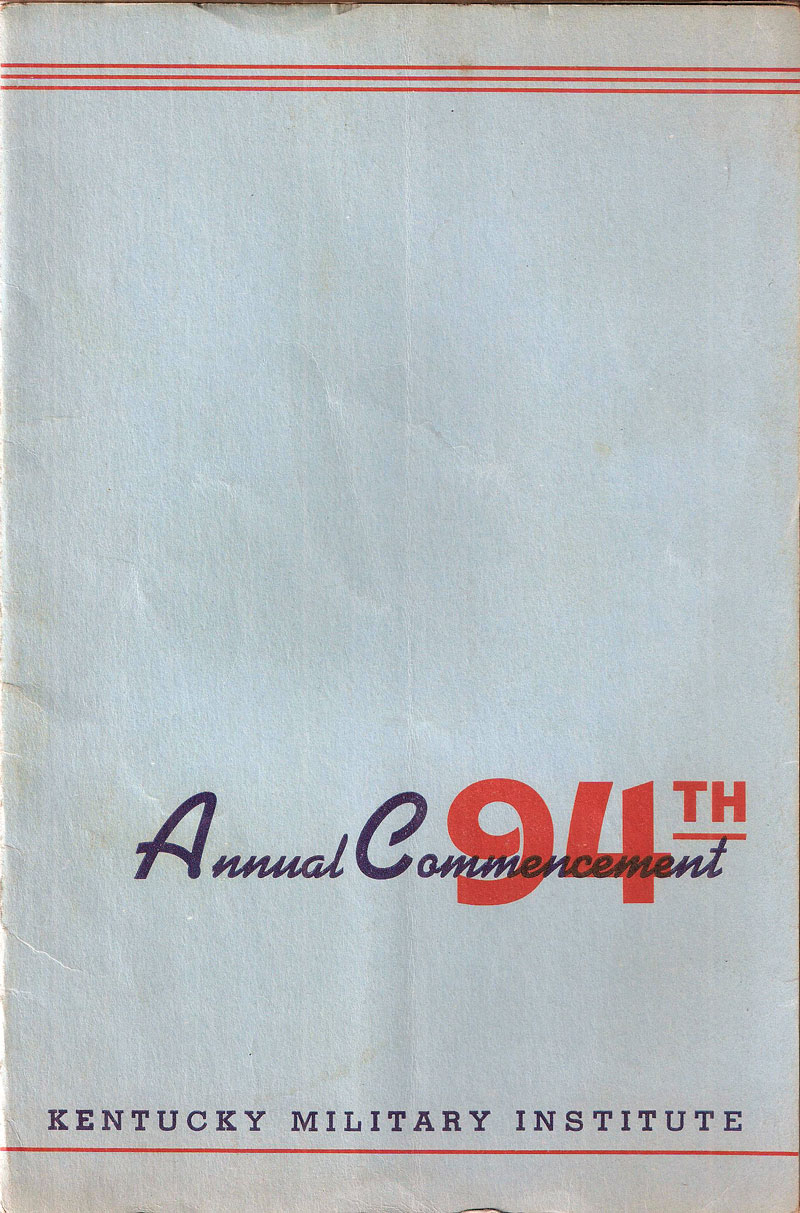 94TH
Annual Commencement
KENTUCKY MILITARY INSTITUTE